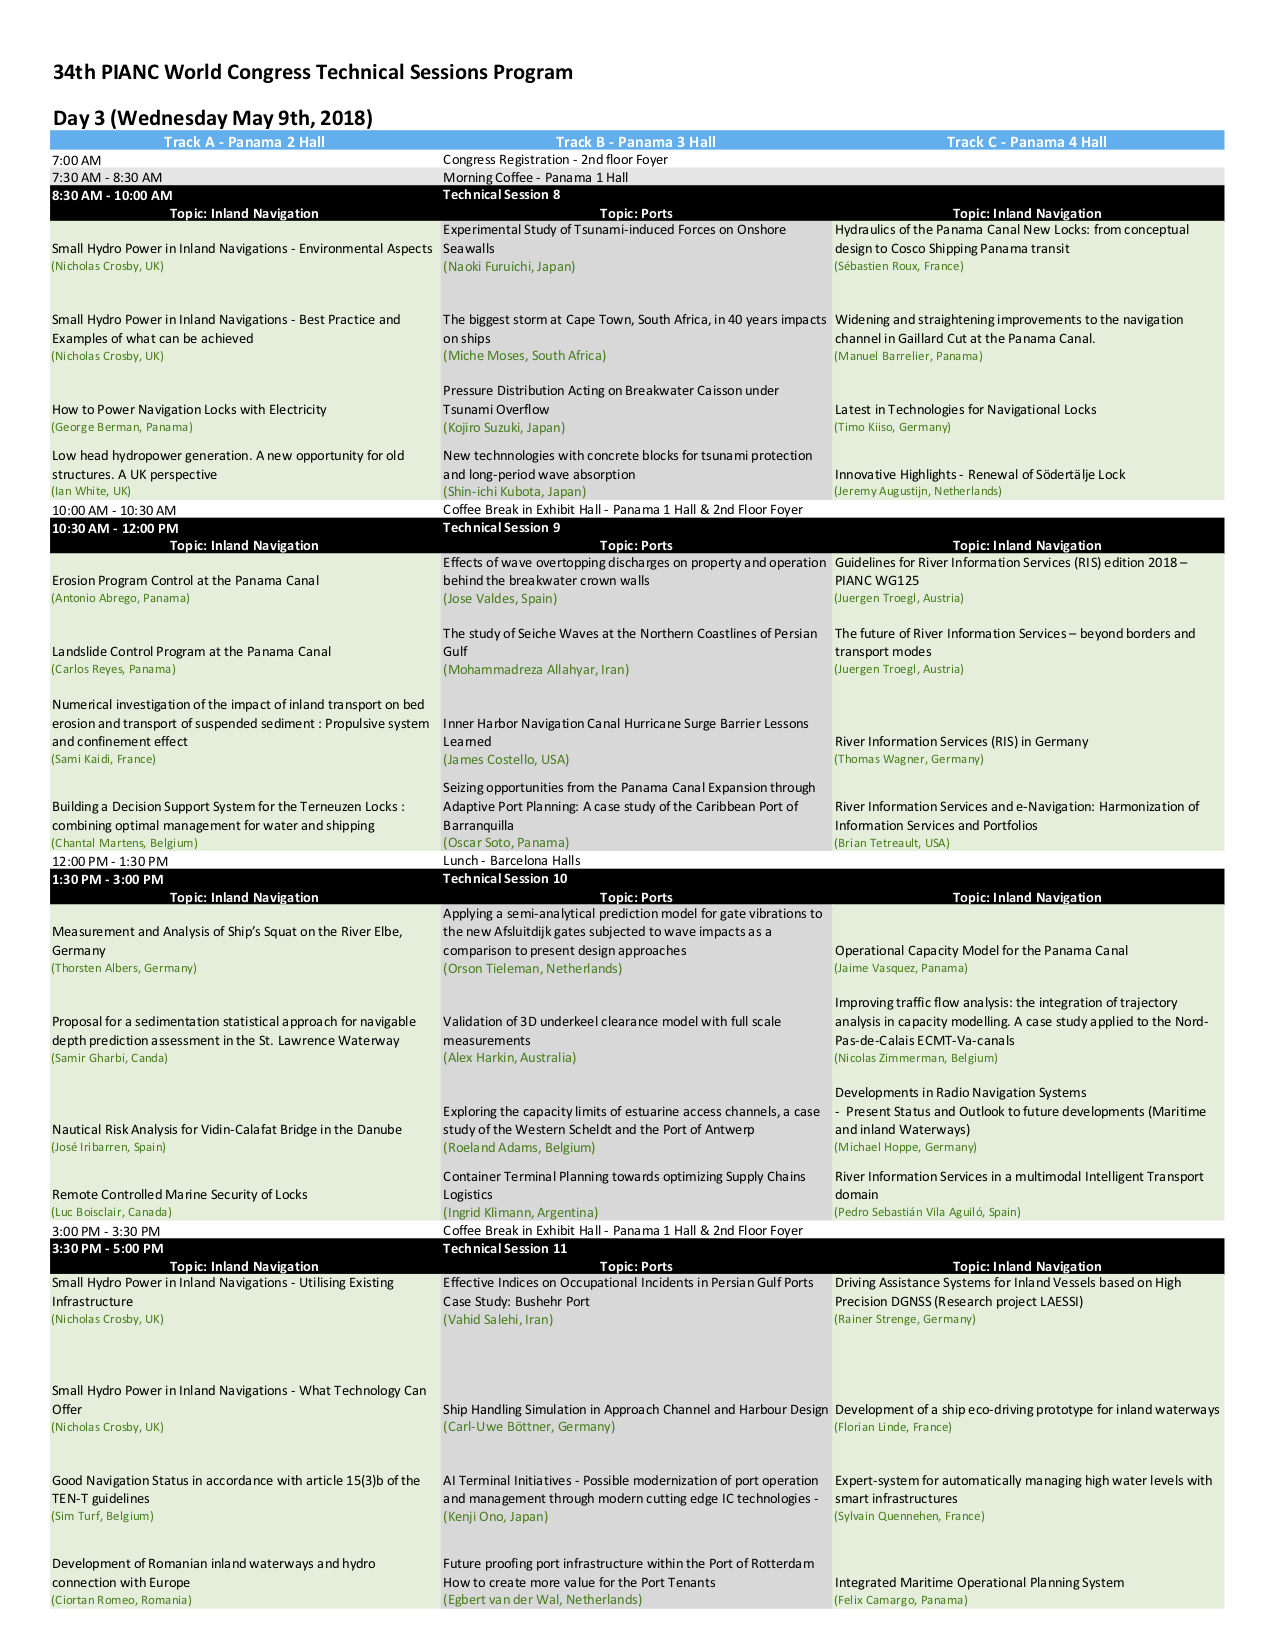 34th PIANC World Congress Technical Sessions Program
Day 3 (Wednesday May 9th, 2018)
Track A - Panama 2 Hall
Track B - Panama 3 Hall
Track C - Panama 4 Hall
7:00 AM
Congress Registration - 2nd floor Foyer
7:30 AM - 8:30 AM
Morning Coffee - Panama 1 Hall
8:30 AM - 10:00 AM
Technical Session 8
Topic: Inland Navigation
Topic: Ports
Topic: Inland Navigation
Small Hydro Power in Inland Navigations - Environmental Aspects
(Nicholas Crosby, UK)
Experimental Study of Tsunami-induced Forces on Onshore
Seawalls
(Naoki Furuichi, Japan)
Hydraulics of the Panama Canal New Locks: from conceptual
design to Cosco Shipping Panama transit
(Sébastien Roux, France)
Small Hydro Power in Inland Navigations - Best Practice and
Examples of what can be achieved
(Nicholas Crosby, UK)
The biggest storm at Cape Town, South Africa, in 40 years impacts
on ships
(Miche Moses, South Africa)
Widening and straightening improvements to the navigation
channel in Gaillard Cut at the Panama Canal.
(Manuel Barrelier, Panama)
How to Power Navigation Locks with Electricity
(George Berman, Panama)
Pressure Distribution Acting on Breakwater Caisson under
Tsunami Overflow
(Kojiro Suzuki, Japan)
Latest in Technologies for Navigational Locks
(Timo Kiiso, Germany)
Low head hydropower generation. A new opportunity for old
structures. A UK perspective
(Ian White, UK)
New technnologies with concrete blocks for tsunami protection
and long-period wave absorption
(Shin-ichi Kubota, Japan)
Innovative Highlights - Renewal of Södertälje Lock
(Jeremy Augustijn, Netherlands)
10:00 AM - 10:30 AM
Coffee Break in Exhibit Hall - Panama 1 Hall & 2nd Floor Foyer
10:30 AM - 12:00 PM
Technical Session 9
Topic: Inland Navigation
Topic: Ports
Topic: Inland Navigation
Erosion Program Control at the Panama Canal
(Antonio Abrego, Panama)
Effects of wave overtopping discharges on property and operation
behind the breakwater crown walls
(Jose Valdes, Spain)
Guidelines for River Information Services (RIS) edition 2018 –
PIANC WG125
(Juergen Troegl, Austria)
Landslide Control Program at the Panama Canal
(Carlos Reyes, Panama)
The study of Seiche Waves at the Northern Coastlines of Persian
Gulf
(Mohammadreza Allahyar, Iran)
The future of River Information Services – beyond borders and
transport modes
(Juergen Troegl, Austria)
Numerical investigation of the impact of inland transport on bed
erosion and transport of suspended sediment : Propulsive system
and confinement effect
(Sami Kaidi, France)
Inner Harbor Navigation Canal Hurricane Surge Barrier Lessons
Learned
(James Costello, USA)
River Information Services (RIS) in Germany
(Thomas Wagner, Germany)
Building a Decision Support System for the Terneuzen Locks :
combining optimal management for water and shipping
(Chantal Martens, Belgium)
Seizing opportunities from the Panama Canal Expansion through
Adaptive Port Planning: A case study of the Caribbean Port of
Barranquilla
(Oscar Soto, Panama)
River Information Services and e-Navigation: Harmonization of
Information Services and Portfolios
(Brian Tetreault, USA)
12:00 PM - 1:30 PM
Lunch - Barcelona Halls
1:30 PM - 3:00 PM
Technical Session 10
Topic: Inland Navigation
Topic: Ports
Topic: Inland Navigation
Measurement and Analysis of Ship’s Squat on the River Elbe,
Germany
(Thorsten Albers, Germany)
Applying a semi-analytical prediction model for gate vibrations to
the new Afsluitdijk gates subjected to wave impacts as a
comparison to present design approaches
(Orson Tieleman, Netherlands)
Operational Capacity Model for the Panama Canal
(Jaime Vasquez, Panama)
Proposal for a sedimentation statistical approach for navigable
depth prediction assessment in the St. Lawrence Waterway
(Samir Gharbi, Canda)
Validation of 3D underkeel clearance model with full scale
measurements
(Alex Harkin, Australia)
Improving traffic flow analysis: the integration of trajectory
analysis in capacity modelling. A case study applied to the Nord-
Pas-de-Calais ECMT-Va-canals
(Nicolas Zimmerman, Belgium)
Nautical Risk Analysis for Vidin-Calafat Bridge in the Danube
(José Iribarren, Spain)
Exploring the capacity limits of estuarine access channels, a case
study of the Western Scheldt and the Port of Antwerp
(Roeland Adams, Belgium)
Developments in Radio Navigation Systems
- Present Status and Outlook to future developments (Maritime
and inland Waterways)
(Michael Hoppe, Germany)
Remote Controlled Marine Security of Locks
(Luc Boisclair, Canada)
Container Terminal Planning towards optimizing Supply Chains
Logistics
(Ingrid Klimann, Argentina)
River Information Services in a multimodal Intelligent Transport
domain
(Pedro Sebastián Vila Aguiló, Spain)
3:00 PM - 3:30 PM
Coffee Break in Exhibit Hall - Panama 1 Hall & 2nd Floor Foyer
3:30 PM - 5:00 PM
Technical Session 11
Topic: Inland Navigation
Topic: Ports
Topic: Inland Navigation
Small Hydro Power in Inland Navigations - Utilising Existing
Infrastructure
(Nicholas Crosby, UK)
Effective Indices on Occupational Incidents in Persian Gulf Ports
Case Study: Bushehr Port
(Vahid Salehi, Iran)
Driving Assistance Systems for Inland Vessels based on High
Precision DGNSS (Research project LAESSI)
(Rainer Strenge, Germany)
Small Hydro Power in Inland Navigations - What Technology Can
Offer
(Nicholas Crosby, UK)
Ship Handling Simulation in Approach Channel and Harbour Design
(Carl-Uwe Böttner, Germany)
Development of a ship eco-driving prototype for inland waterways
(Florian Linde, France)
Good Navigation Status in accordance with article 15(3)b of the
TEN-T guidelines
(Sim Turf, Belgium)
AI Terminal Initiatives - Possible modernization of port operation
and management through modern cutting edge IC technologies -
(Kenji Ono, Japan)
Expert-system for automatically managing high water levels with
smart infrastructures
(Sylvain Quennehen, France)
Development of Romanian inland waterways and hydro
connection with Europe
(Ciortan Romeo, Romania)
Future proofing port infrastructure within the Port of Rotterdam
How to create more value for the Port Tenants
(Egbert van der Wal, Netherlands)
Integrated Maritime Operational Planning System
(Felix Camargo, Panama)